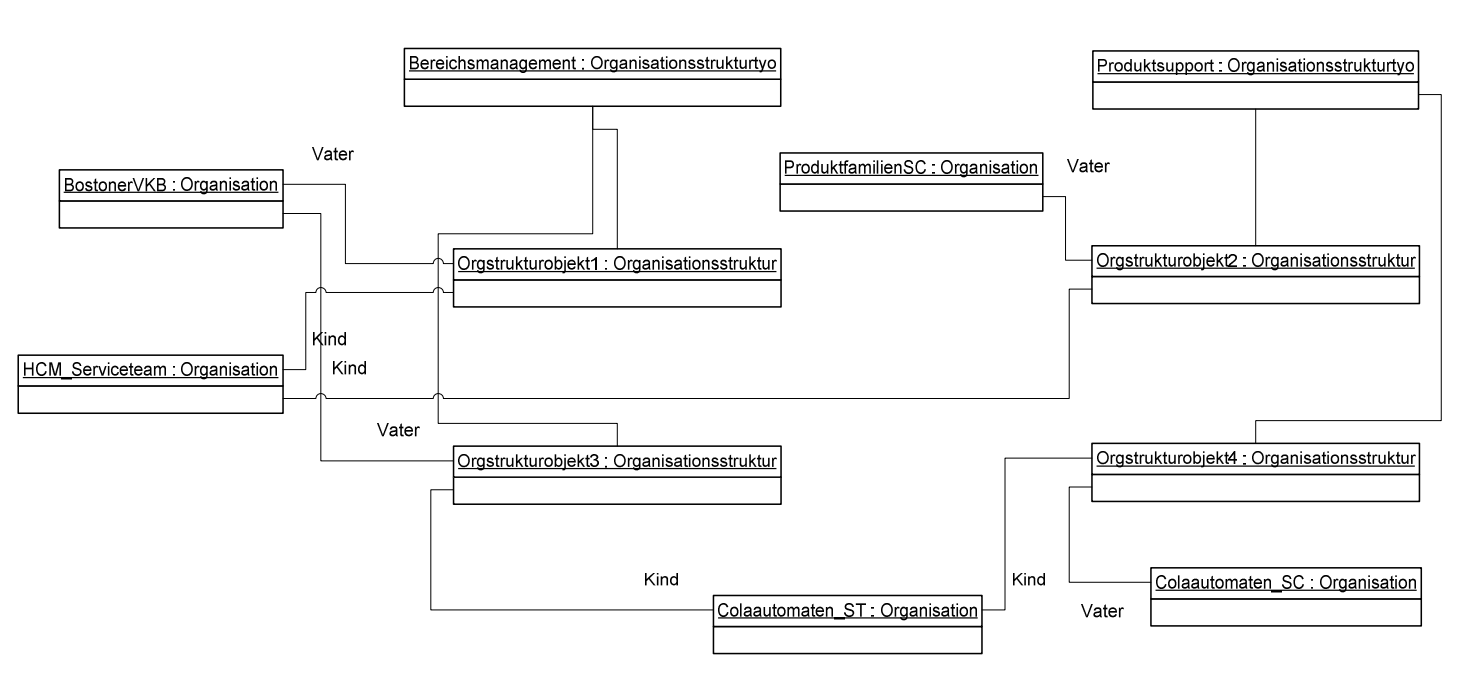 Bereichsmanagement : Organisationsstrukturtyo
Produktsupport : Organisationsstrukturtyo
Vater
BostonerVKB : Organisation
ProduktfamilienSC : Organisation
Vater
Orgstrukturobjekt1 : Organisationsstruktur
Orgstrukturobjekt2 : Organisationsstruktur
Kind
HCM_Serviceteam : Organisation
Kind
Vater
Orgstrukturobjekt3 : Organisationsstruktur
Orgstrukturobjekt4 : Organisationsstruktur
Kind
Kind
Colaautomaten_SC : Organisation
Colaautomaten_ST : Organisation
Vater